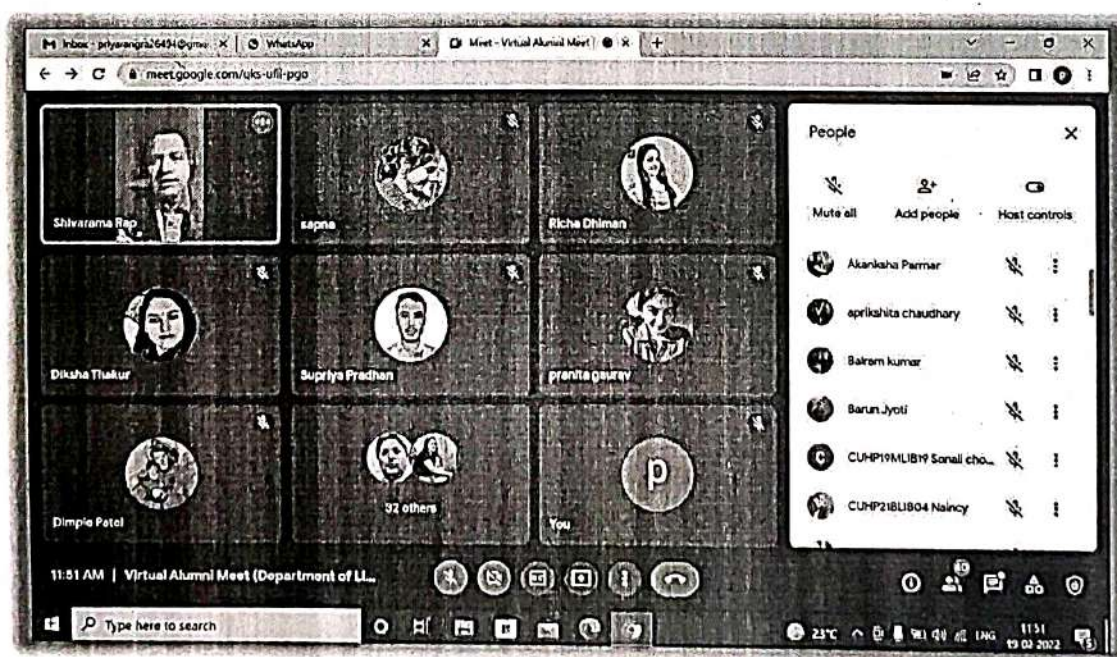 Inbox - priyarangra26494@gmai
WhatsApp
Meet - Virtual Alumni Meet
meet.google.com/
People
Mute all
Add people
Host controls
Shivarama Rao
sapna
Richa Dhiman
Akanksha Parmar
aprikshita chaudhary
Balram kumar
Barun Jyoti
CUHP19MLIB19 Sonali cho...
CUHP21BLIB04 Naincy
Diksha Thakur
Supriya Pradhan
pranita gaurav
Dimple Patel
32 others
p
You
11:51 AM | Virtual Alumni Meet (Department of Li...
40
Type here to search
23°C
ENG
11:51
19-02-2022